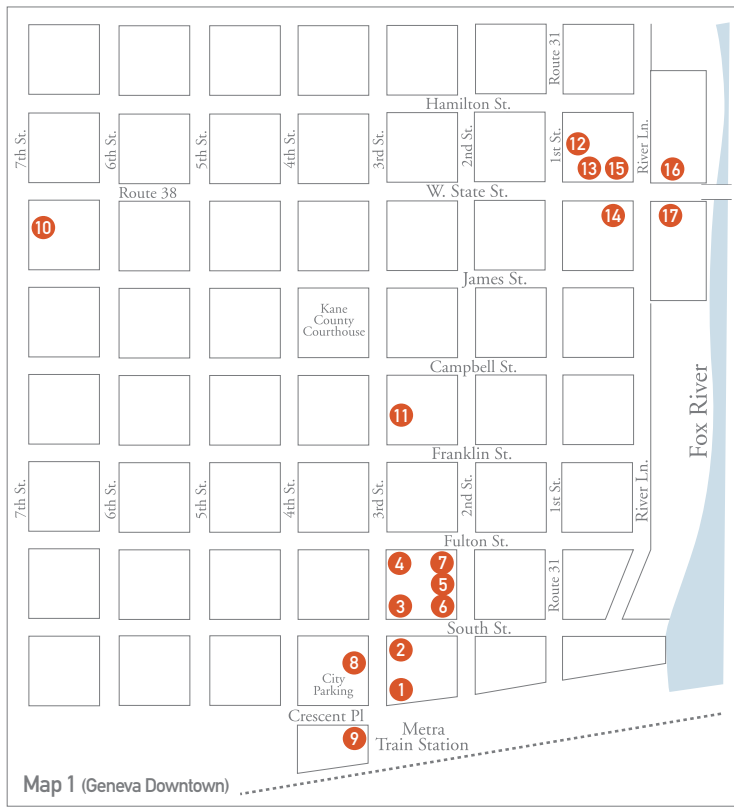 Route 31
Hamilton St.
7th St.
6th St.
5th St.
4th St.
3rd St.
2nd St.
1st St.
River Ln.
12
13
15
16
Route 38
W. State St.
10
14
17
James St.
Kane
County
Courthouse
Campbell St.
11
Fox River
Franklin St.
7th St.
6th St.
5th St.
4th St.
3rd St.
2nd St.
1st St.
River Ln.
Fulton St.
4
7
5
3
6
Route 31
South St.
2
8
City
Parking
1
Crescent Pl
9
Metra
Train Station
Map 1 (Geneva Downtown)